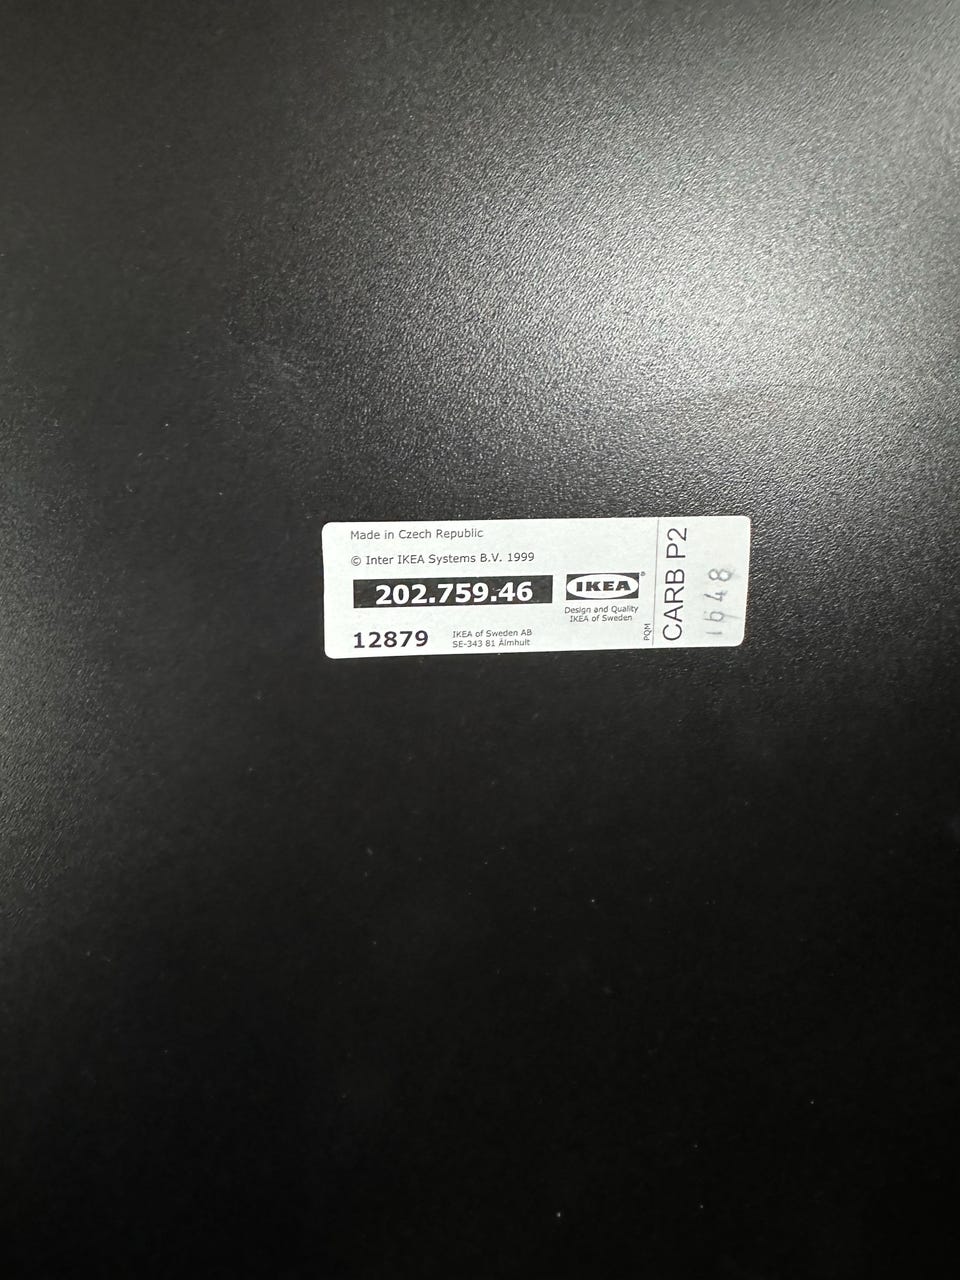 Made in Czech Republic
© Inter IKEA Systems B.V. 1999
202.759.46
IKEA®
Design and Quality
IKEA of Sweden
12879
IKEA of Sweden AB
SE-343 81 Älmhult
PQM
CARB P2
1648